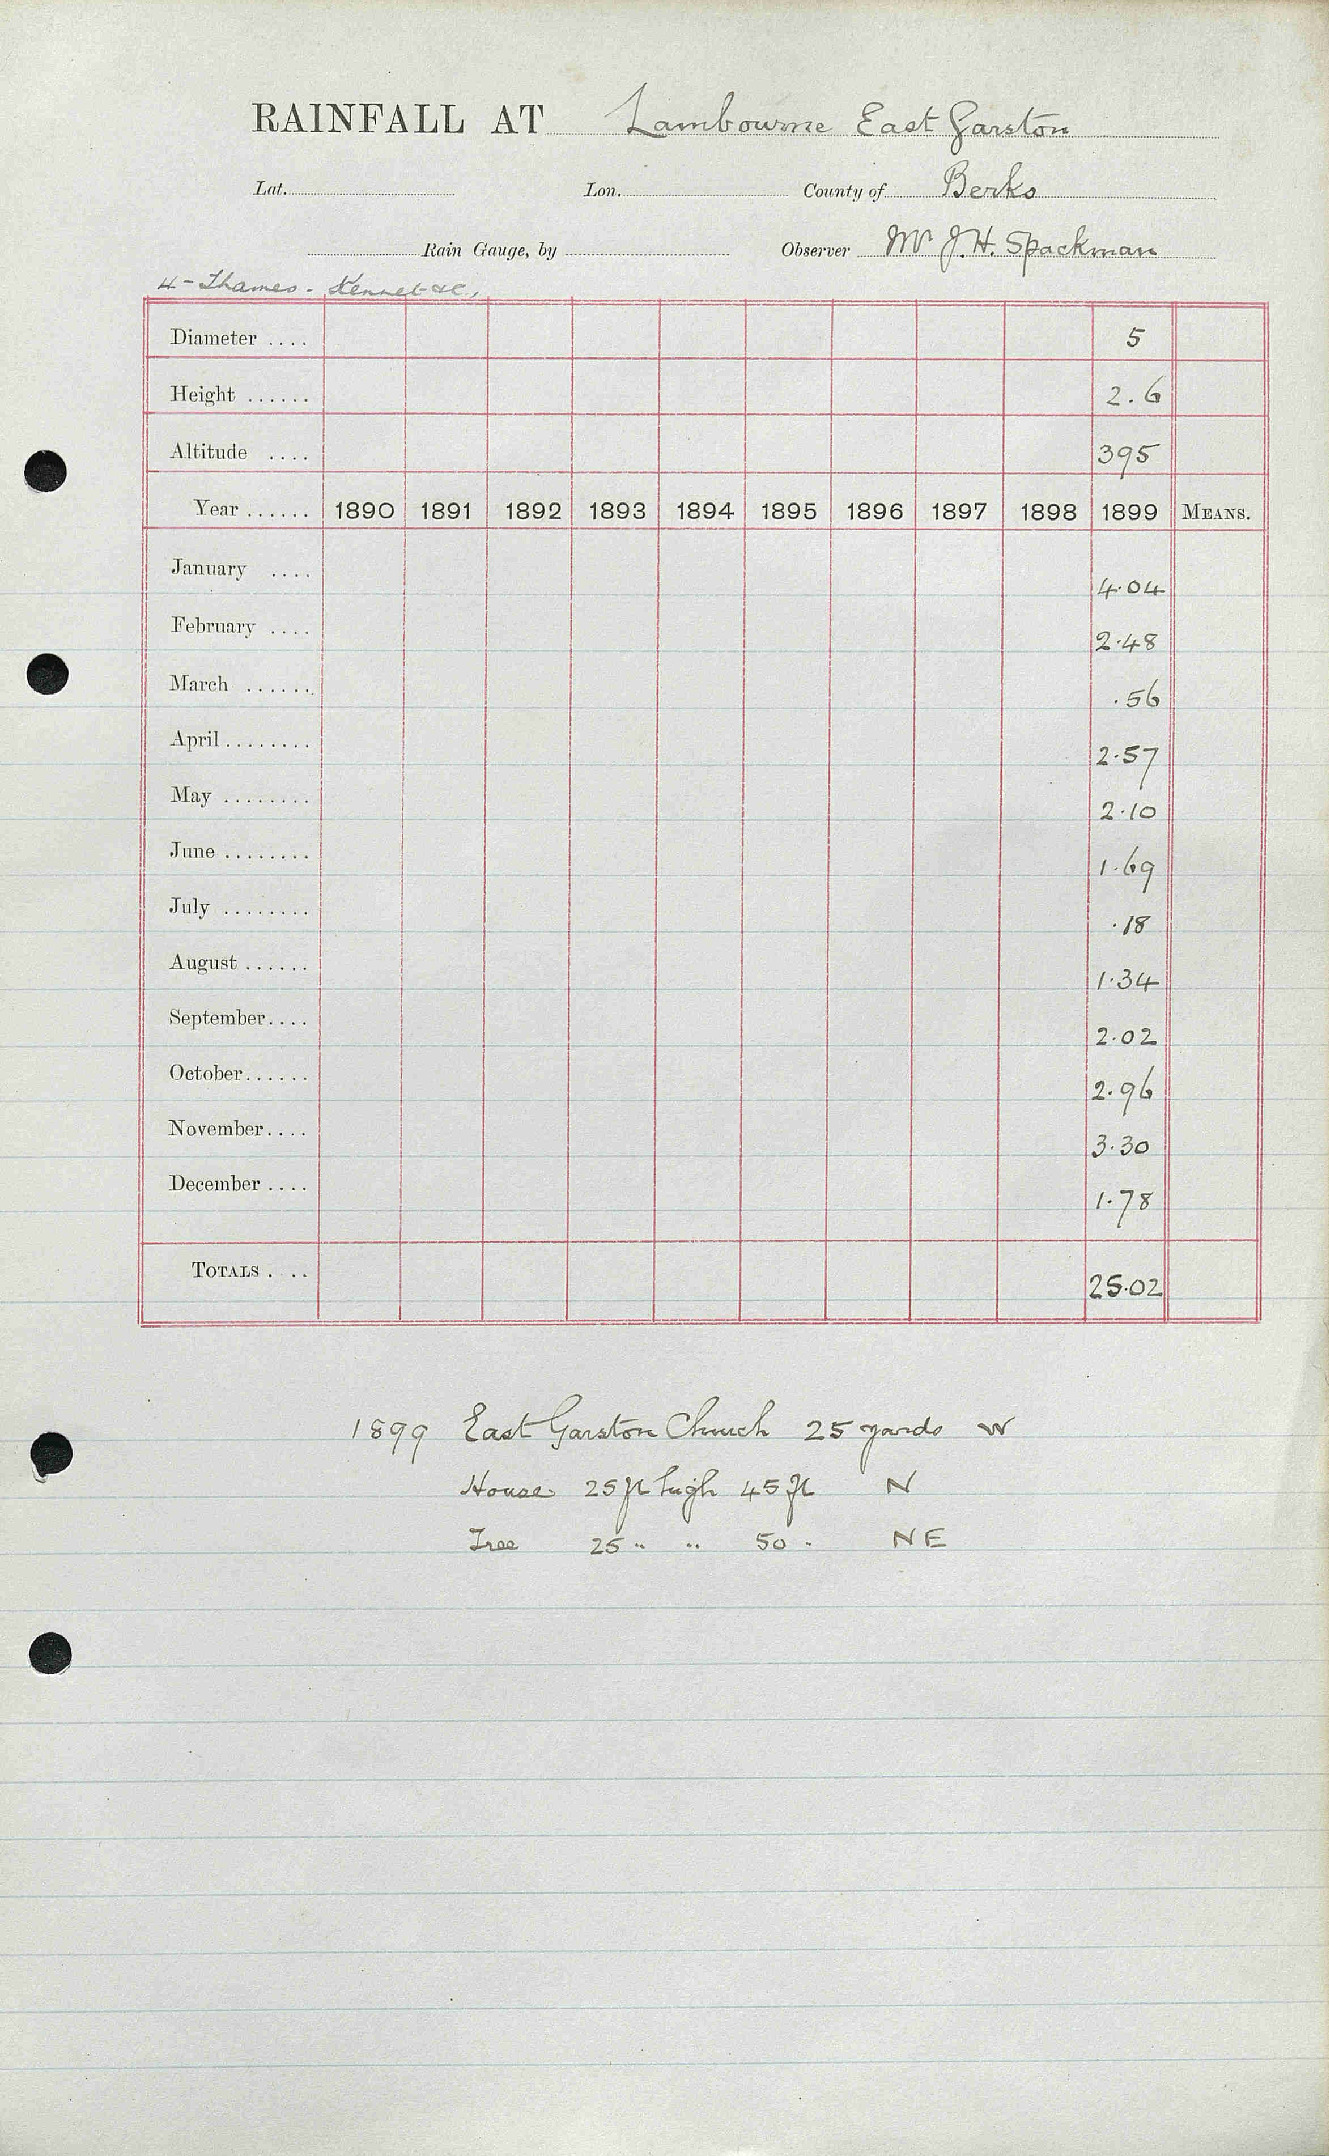 RAINFALL AT Lambourne East Garston
Lat. Lon. County of Berks
Rain Gauge, by Observer Mr J. H. Spackman
4 - Thames - Kennet &c,
Diameter .... 5
Height ...... 2.6
Altitude .... 395
Year ...... 1890 1891 1892 1893 1894 1895 1896 1897 1898 1899 MEANS.
January .... 4.04
February .... 2.48
March ...... .56
April ........ 2.57
May ........ 2.10
June ........ 1.69
July ........ .18
August ...... 1.34
September .... 2.02
October ...... 2.96
November .... 3.30
December .... 1.78
TOTALS .... 25.02
1899 East Garston Church 25 yards W
House 25 ft high 45 ft N
Tree 25 " " 50 " NE